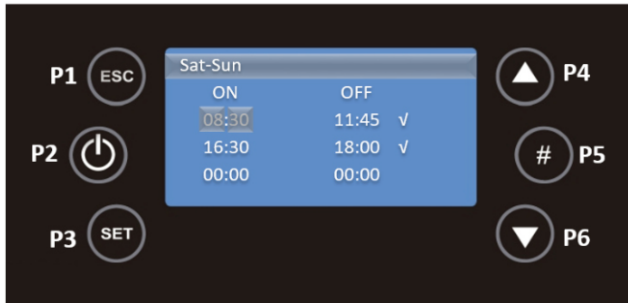 P1 ESC
P2
P3 SET
Sat-Sun
ON OFF
08:30 11:45 √
16:30 18:00 √
00:00 00:00
P4
# P5
P6